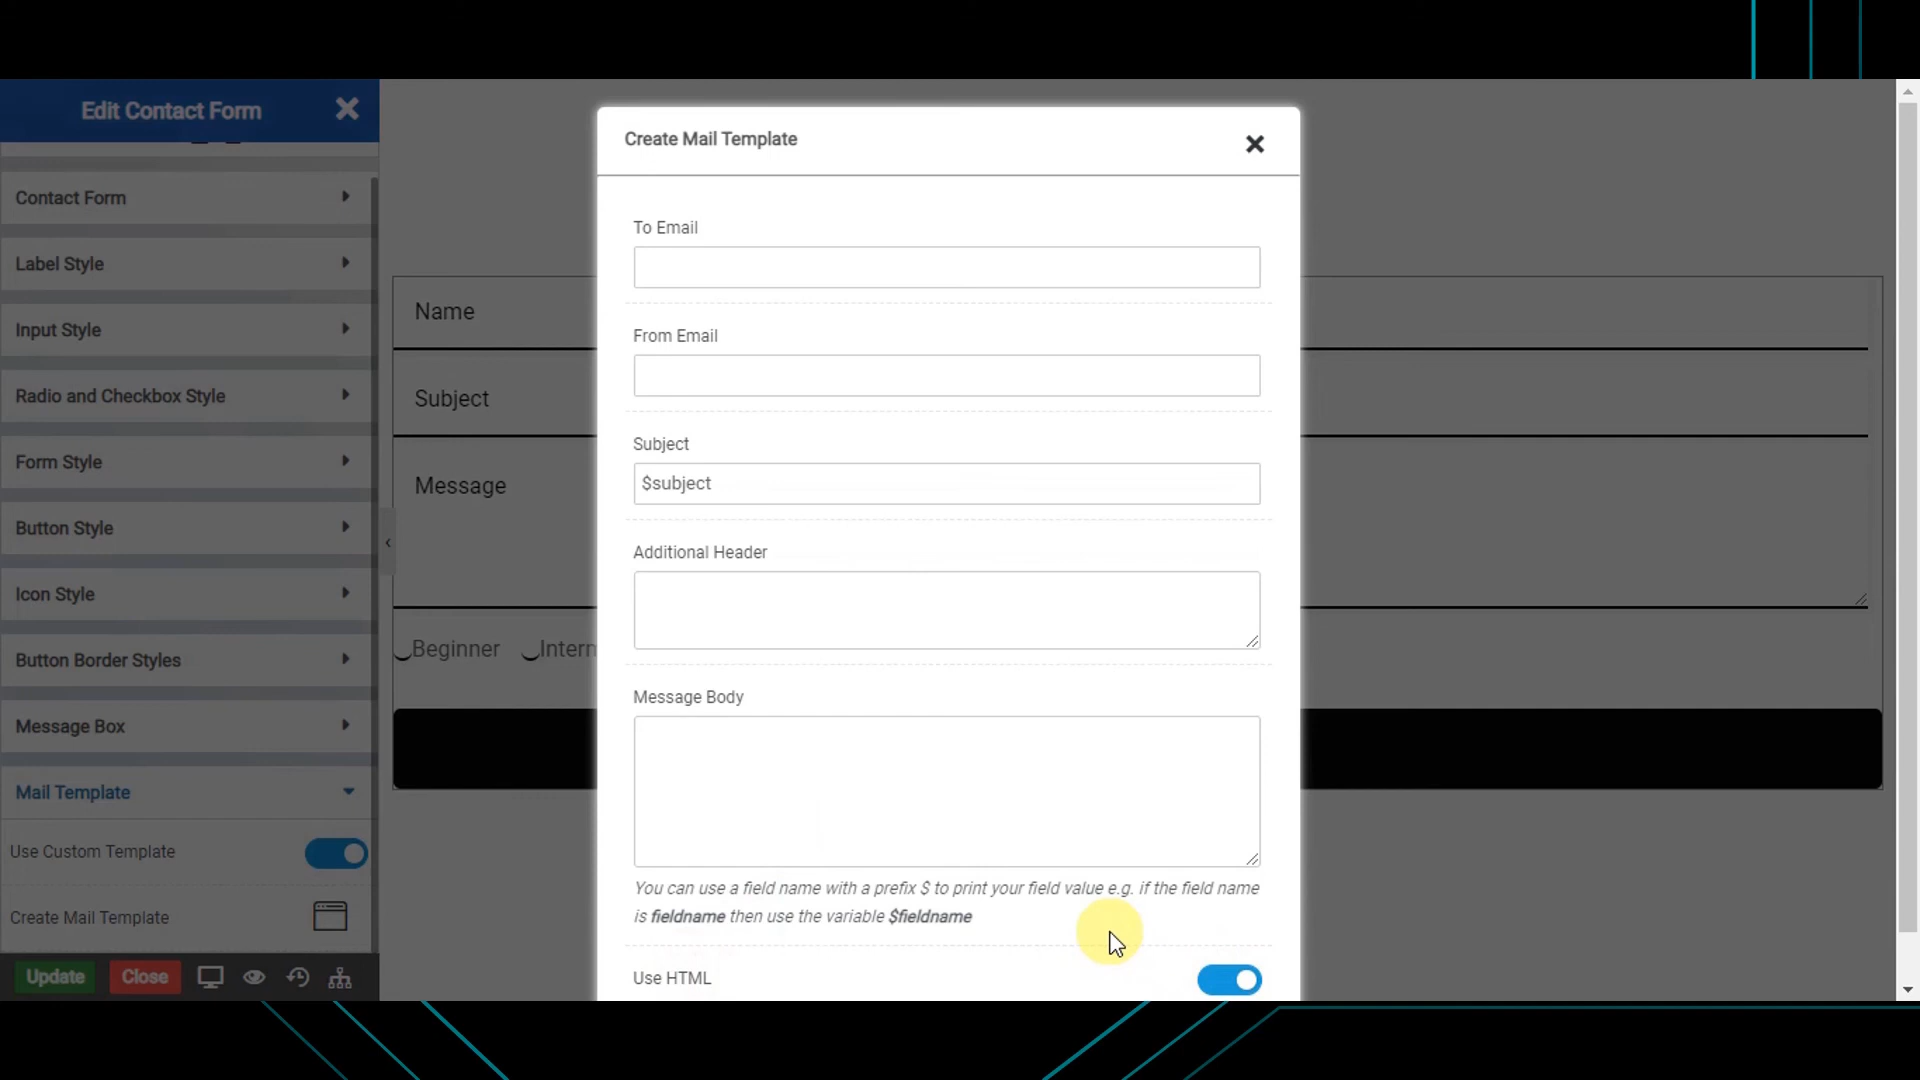 Edit Contact Form
Contact Form
Label Style
Input Style
Radio and Checkbox Style
Form Style
Button Style
Icon Style
Button Border Styles
Message Box
Mail Template
Use Custom Template
Create Mail Template
Update
Close
Name
Subject
Message
Beginner
Intern
Create Mail Template
To Email
From Email
Subject
$subject
Additional Header
Message Body
You can use a field name with a prefix $ to print your field value e.g. if the field name
is fieldname then use the variable $fieldname
Use HTML